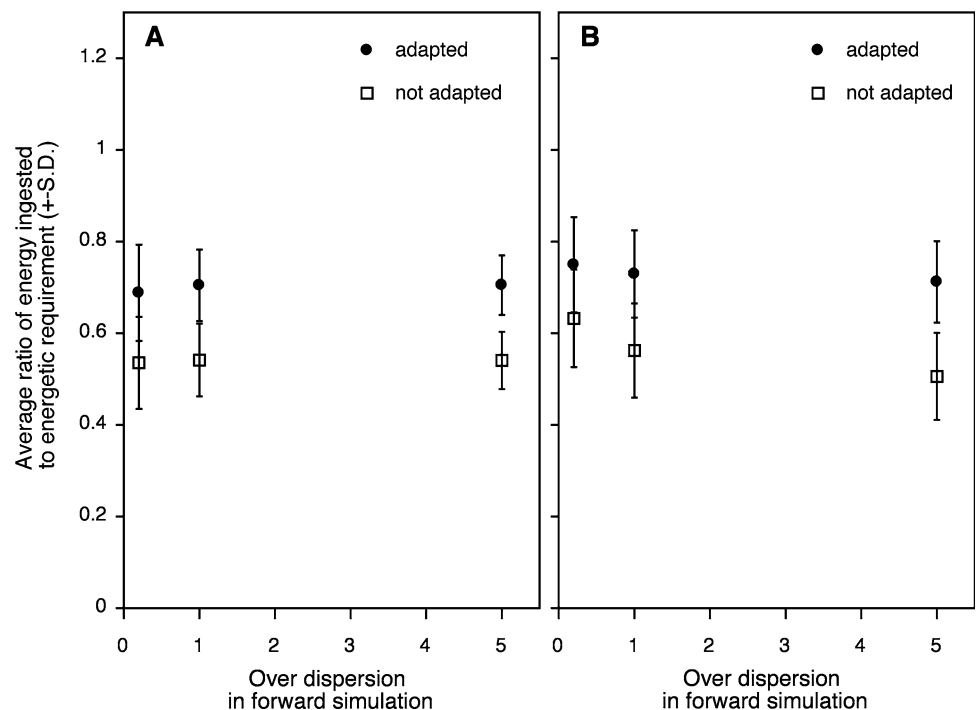 A
adapted
not adapted
B
adapted
not adapted
Average ratio of energy ingested
to energetic requirement (+-S.D.)
1.2
1
0.8
0.6
0.4
0.2
0
0 1 2 3 4 5
0 1 2 3 4 5
Over dispersion
in forward simulation
Over dispersion
in forward simulation